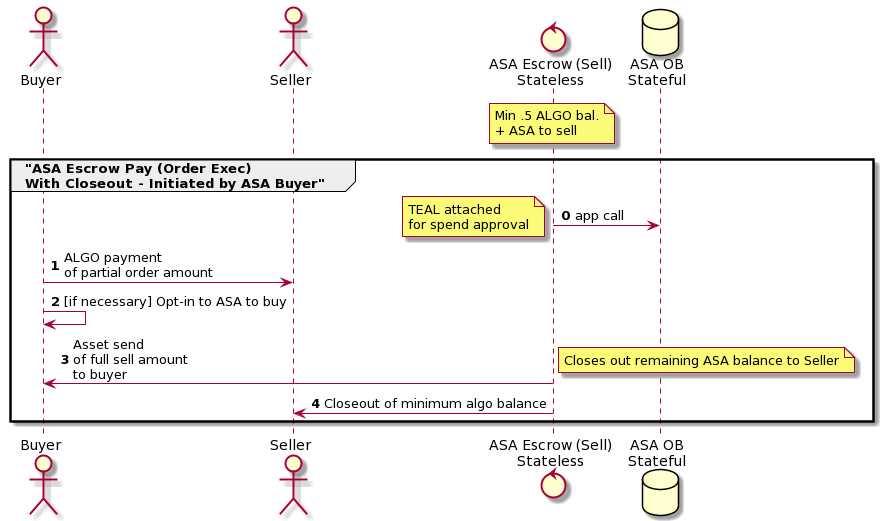 Buyer
Seller
ASA Escrow (Sell)
Stateless
ASA OB
Stateful
Min .5 ALGO bal.
+ ASA to sell
"ASA Escrow Pay (Order Exec)
With Closeout - Initiated by ASA Buyer"
TEAL attached
for spend approval
0 app call
1 ALGO payment
of partial order amount
2 [if necessary] Opt-in to ASA to buy
Asset send
3 of full sell amount
to buyer
Closes out remaining ASA balance to Seller
4 Closeout of minimum algo balance
Buyer
Seller
ASA Escrow (Sell)
Stateless
ASA OB
Stateful